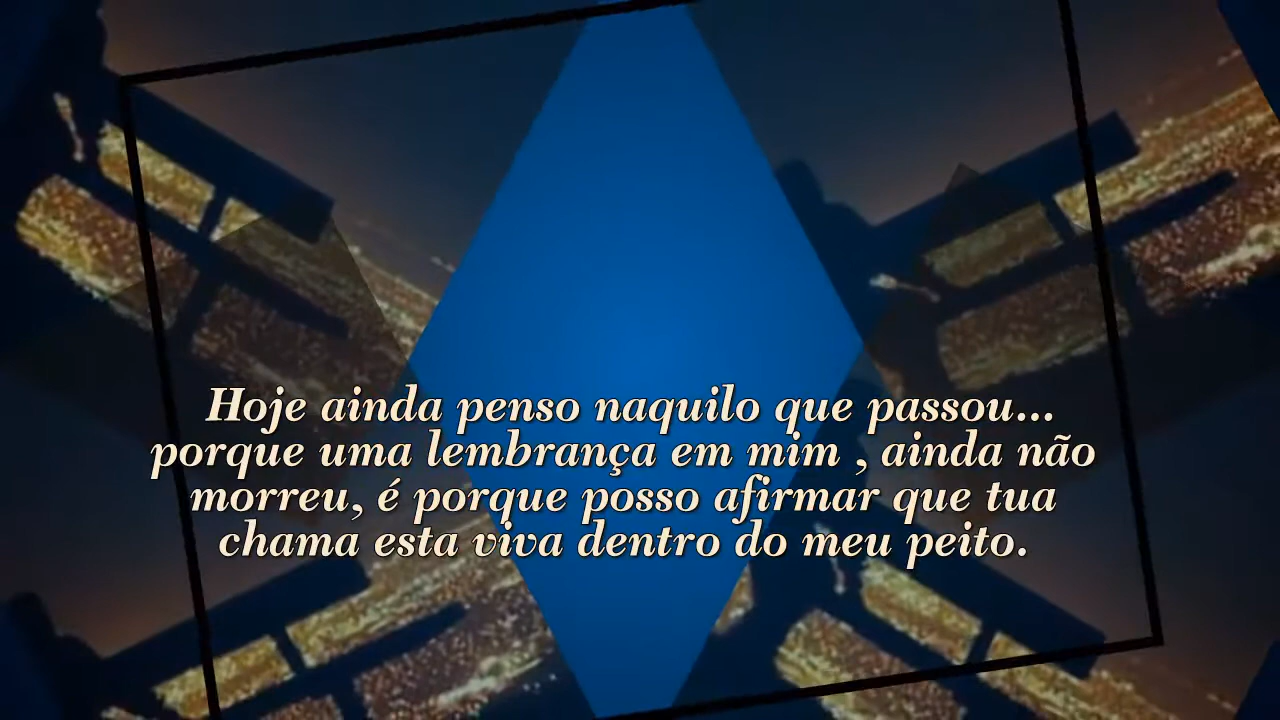 Hoje ainda penso naquilo que passou...
porque uma lembrança em mim , ainda não
morreu, é porque posso afirmar que tua
chama esta viva dentro do meu peito.